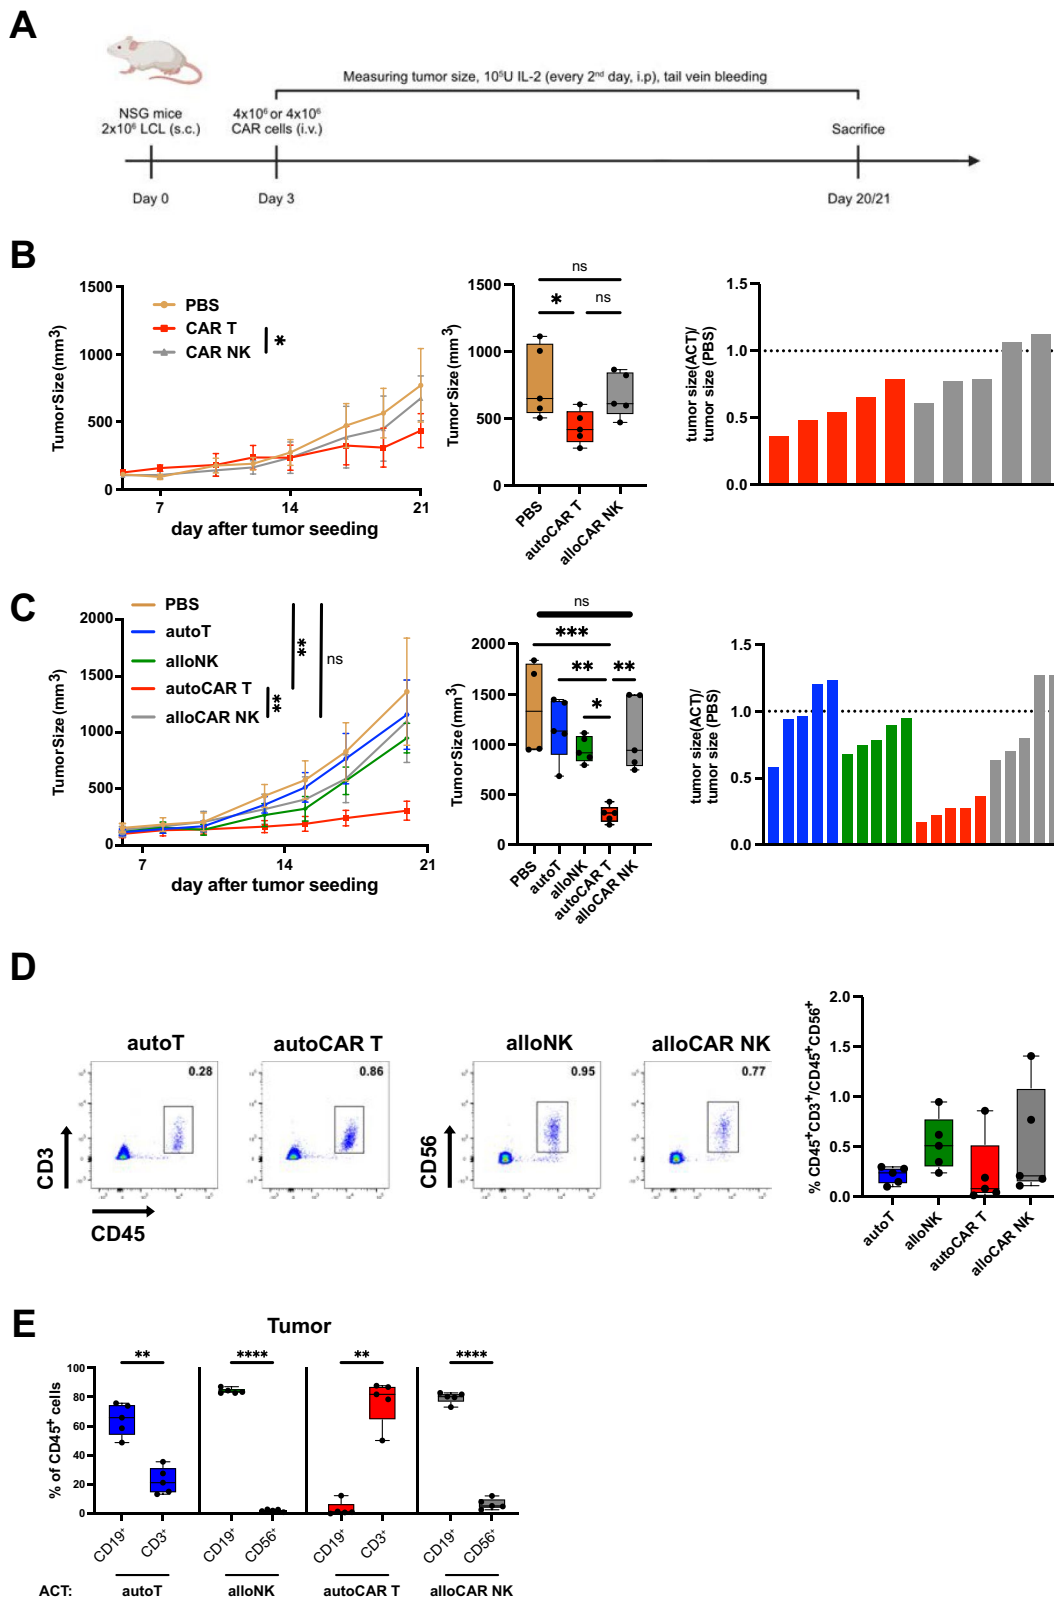 A
Measuring tumor size, 10⁵U IL-2 (every 2ⁿᵈ day, i.p), tail vein bleeding
NSG mice
2x10⁶ LCL (s.c.)
4x10⁶ or 4x10⁶
CAR cells (i.v.)
Sacrifice
Day 0
Day 3
Day 20/21
B
Tumor Size (mm³)
1500
1000
500
0
7
14
21
day after tumor seeding
PBS
CAR T
CAR NK
*
Tumor Size (mm³)
1500
1000
500
0
ns
*
ns
PBS
autoCAR T
alloCAR NK
tumor size(ACT)/
tumor size (PBS)
1.5
1.0
0.5
0.0
C
Tumor Size (mm³)
2000
1500
1000
500
0
7
14
21
day after tumor seeding
PBS
autoT
alloNK
autoCAR T
alloCAR NK
**
**
ns
Tumor Size (mm³)
2000
1500
1000
500
0
ns
***
**
**
*
PBS
autoT
alloNK
autoCAR T
alloCAR NK
tumor size(ACT)/
tumor size (PBS)
1.5
1.0
0.5
0.0
D
autoT
0.28
autoCAR T
0.86
alloNK
0.95
alloCAR NK
0.77
CD3
CD45
CD56
% CD45⁺CD3⁺/CD45⁺CD56⁺
2.0
1.5
1.0
0.5
0.0
autoT
alloNK
autoCAR T
alloCAR NK
E
Tumor
% of CD45⁺ cells
100
80
60
40
20
0
**
****
**
****
CD19⁺
CD3⁺
CD19⁺
CD56⁺
CD19⁺
CD3⁺
CD19⁺
CD56⁺
ACT:
autoT
alloNK
autoCAR T
alloCAR NK